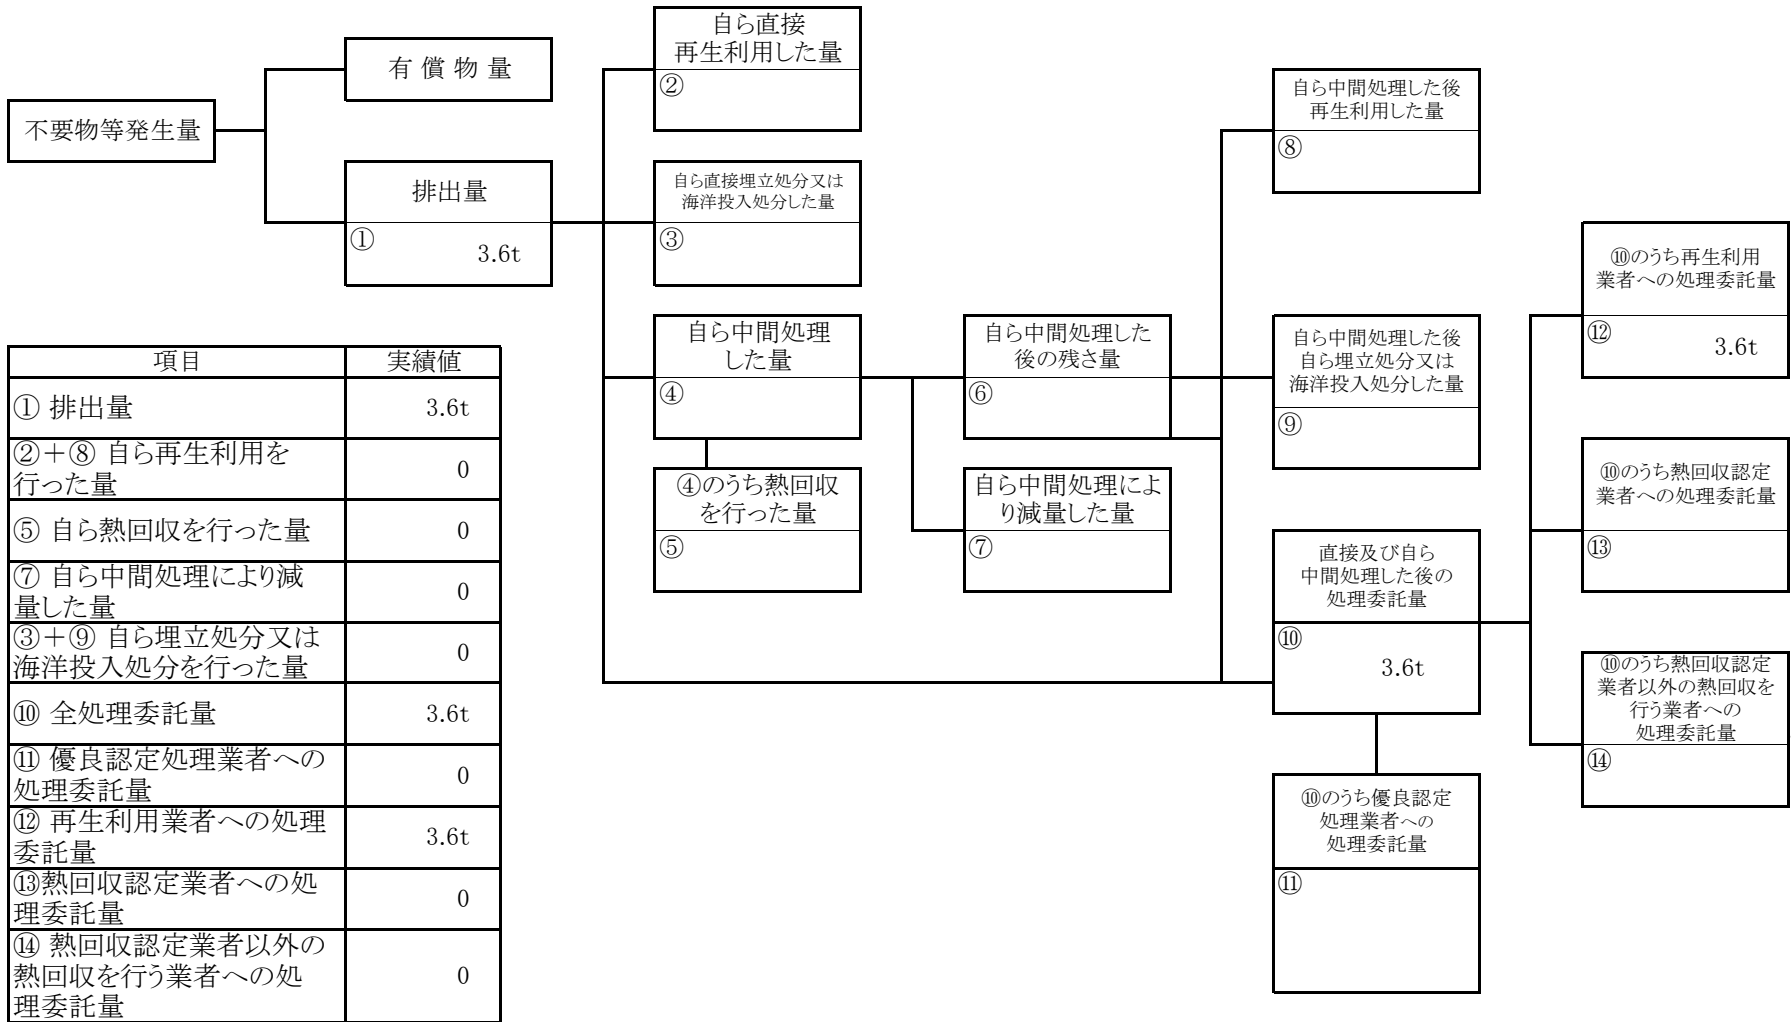 自ら直接
再生利用した量
②
有 償 物 量
不要物等発生量
排出量
①
3.6t
自ら直接埋立処分又は
海洋投入処分した量
③
自ら中間処理した後
再生利用した量
⑧
自ら中間処理
した量
④
自ら中間処理した
後の残さ量
⑥
自ら中間処理した後
自ら埋立処分又は
海洋投入処分した量
⑨
⑩のうち再生利用
業者への処理委託量
⑫
3.6t
④のうち熱回収
を行った量
⑤
自ら中間処理によ
り減量した量
⑦
⑩のうち熱回収認定
業者への処理委託量
⑬
直接及び自ら
中間処理した後の
処理委託量
⑩
3.6t
⑩のうち熱回収認定
業者以外の熱回収を
行う業者への
処理委託量
⑭
⑩のうち優良認定
処理業者への
処理委託量
⑪
項目 実績値
① 排出量 3.6t
②+⑧ 自ら再生利用を
行った量 0
⑤ 自ら熱回収を行った量 0
⑦ 自ら中間処理により減
量した量 0
③+⑨ 自ら埋立処分又は
海洋投入処分を行った量 0
⑩ 全処理委託量 3.6t
⑪ 優良認定処理業者への
処理委託量 0
⑫ 再生利用業者への処理
委託量 3.6t
⑬熱回収認定業者への処
理委託量 0
⑭ 熱回収認定業者以外の
熱回収を行う業者への処
理委託量 0